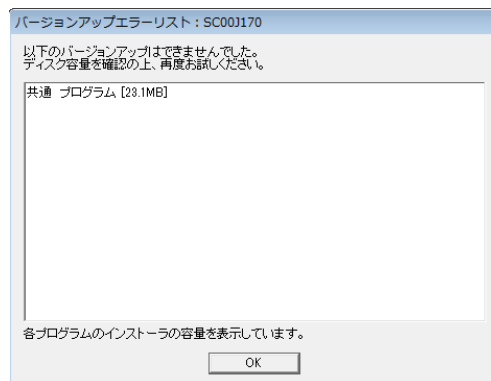 バージョンアップエラーリスト : SC00J170
以下のバージョンアップはできませんでした。
ディスク容量を確認の上、再度お試しください。
共通 プログラム [23.1MB]
各プログラムのインストーラの容量を表示しています。
OK